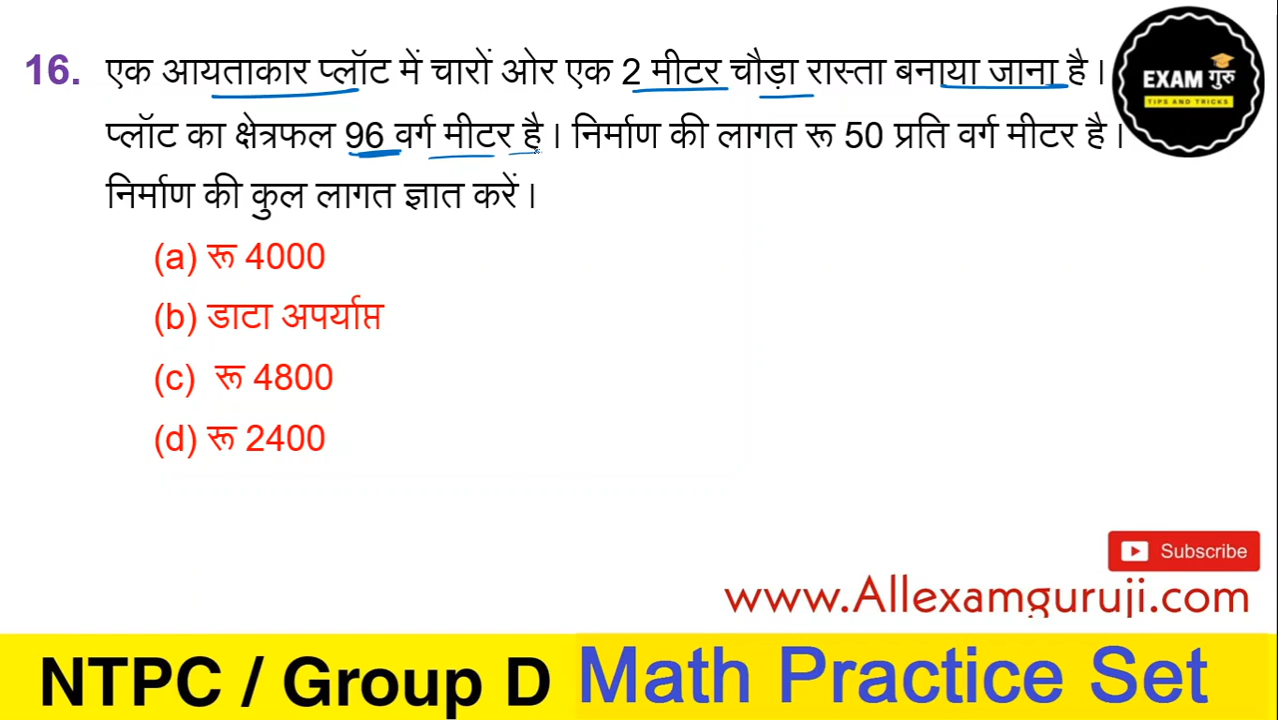 16. एक आयताकार प्लॉट में चारों ओर एक 2 मीटर चौड़ा रास्ता बनाया जाना है।
प्लॉट का क्षेत्रफल 96 वर्ग मीटर है। निर्माण की लागत रू 50 प्रति वर्ग मीटर है।
निर्माण की कुल लागत ज्ञात करें।
(a) रू 4000
(b) डाटा अपर्याप्त
(c) रू 4800
(d) रू 2400
EXAM गुरु
TIPS AND TRICKS
Subscribe
www.Allexamguruji.com
NTPC / Group D Math Practice Set